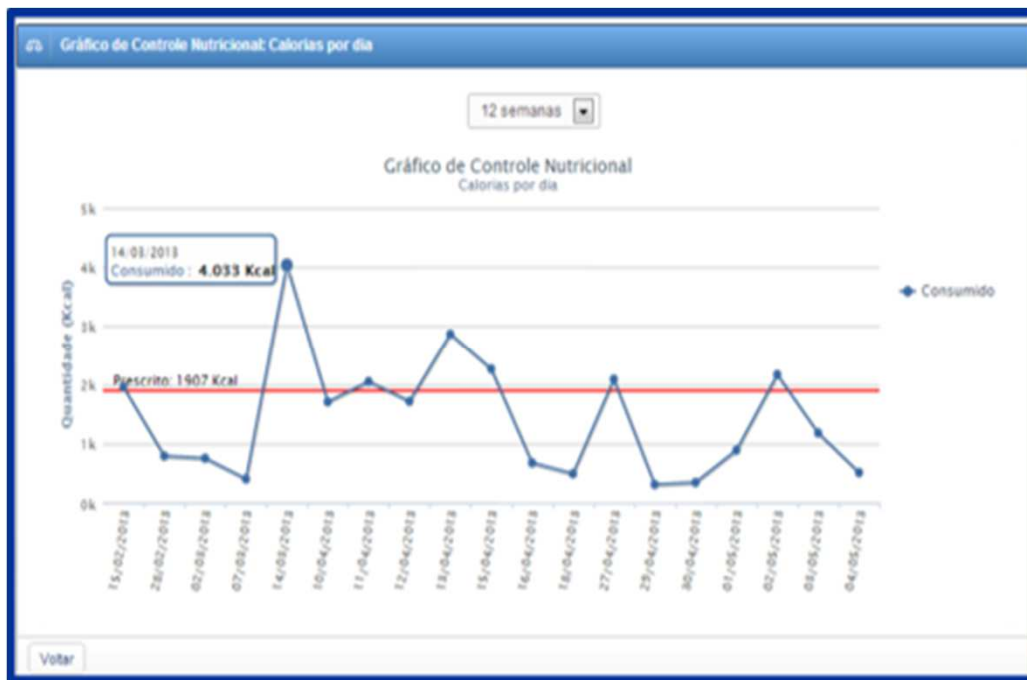 Gráfico de Controle Nutricional: Calorias por dia
12 semanas
Gráfico de Controle Nutricional
Calorias por dia
5k
14/03/2013
Consumido : 4.033 Kcal
4k
Consumido
3k
Quantidade (Kcal)
Prescrito: 1907 Kcal
2k
1k
0k
15/02/2013
28/02/2013
02/03/2013
07/03/2013
14/03/2013
10/04/2013
11/04/2013
12/04/2013
13/04/2013
15/04/2013
16/04/2013
18/04/2013
27/04/2013
29/04/2013
30/04/2013
01/05/2013
02/05/2013
03/05/2013
04/05/2013
Voltar